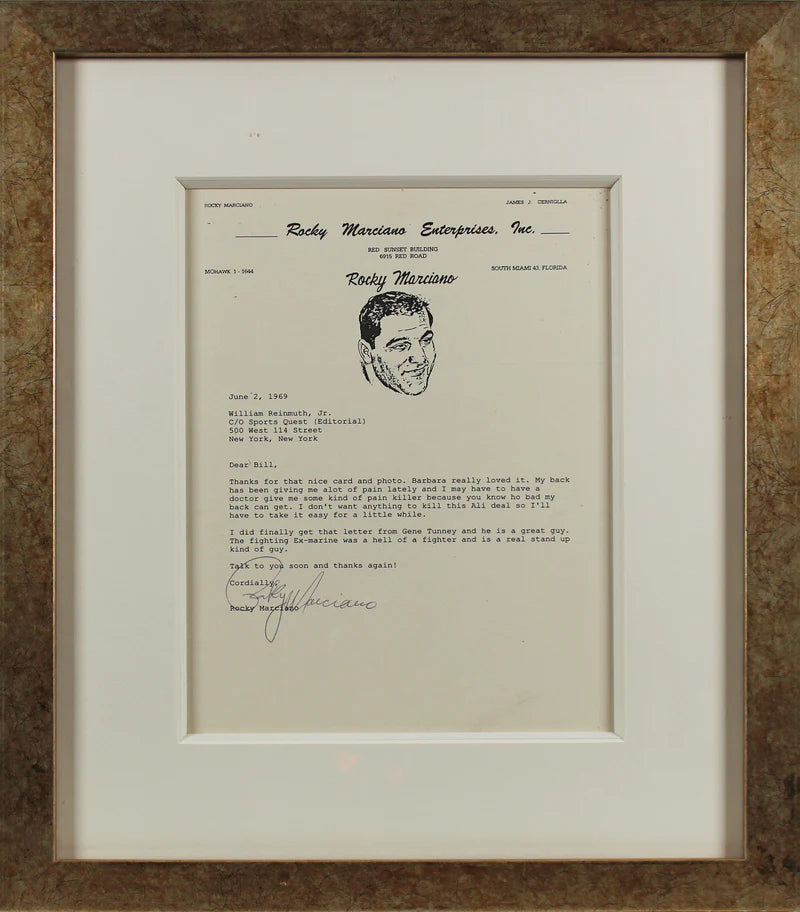 ROCKY MARCIANO
JAMES J. CERNIGLLA
Rocky Marciano Enterprises, Inc.
RED SUNSET BUILDING
6915 RED ROAD
MOHAWK 1 - 1644
SOUTH MIAMI 43, FLORIDA
Rocky Marciano
June 2, 1969
William Reinmuth, Jr.
C/O Sports Quest (Editorial)
500 West 114 Street
New York, New York
Dear Bill,
Thanks for that nice card and photo. Barbara really loved it. My back
has been giving me alot of pain lately and I may have to have a
doctor give me some kind of pain killer because you know ho bad my
back can get. I don't want anything to kill this Ali deal so I'll
have to take it easy for a little while.
I did finally get that letter from Gene Tunney and he is a great guy.
The fighting Ex-marine was a hell of a fighter and is a real stand up
kind of guy.
Talk to you soon and thanks again!
Cordially,
Rocky Marciano
Rocky Marciano